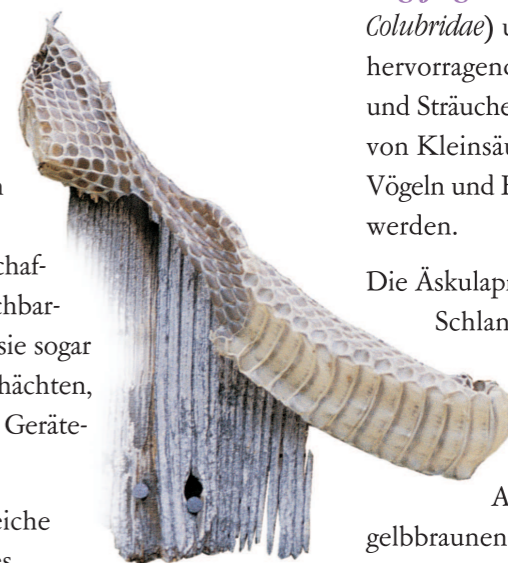 chaf-
chbar-
sie sogar
hächten,
Geräte-
eiche
Colubridae) u
hervorragend
und Sträuche
von Kleinsäu
Vögeln und
werden.
Die Äskulap
Schlan
A
gelbbraunen